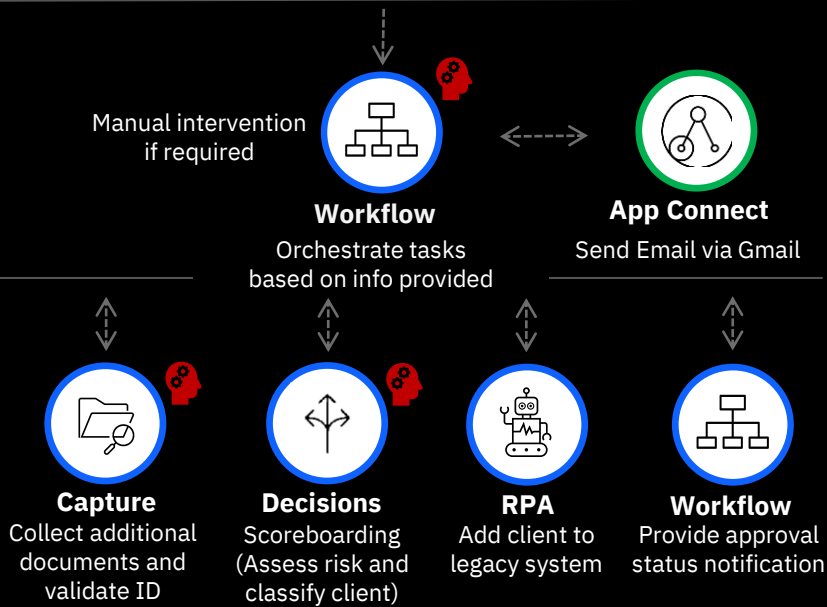 Manual intervention
if required
Workflow
Orchestrate tasks
based on info provided
App Connect
Send Email via Gmail
Capture
Collect additional
documents and
validate ID
Decisions
Scoreboarding
(Assess risk and
classify client)
RPA
Add client to
legacy system
Workflow
Provide approval
status notification